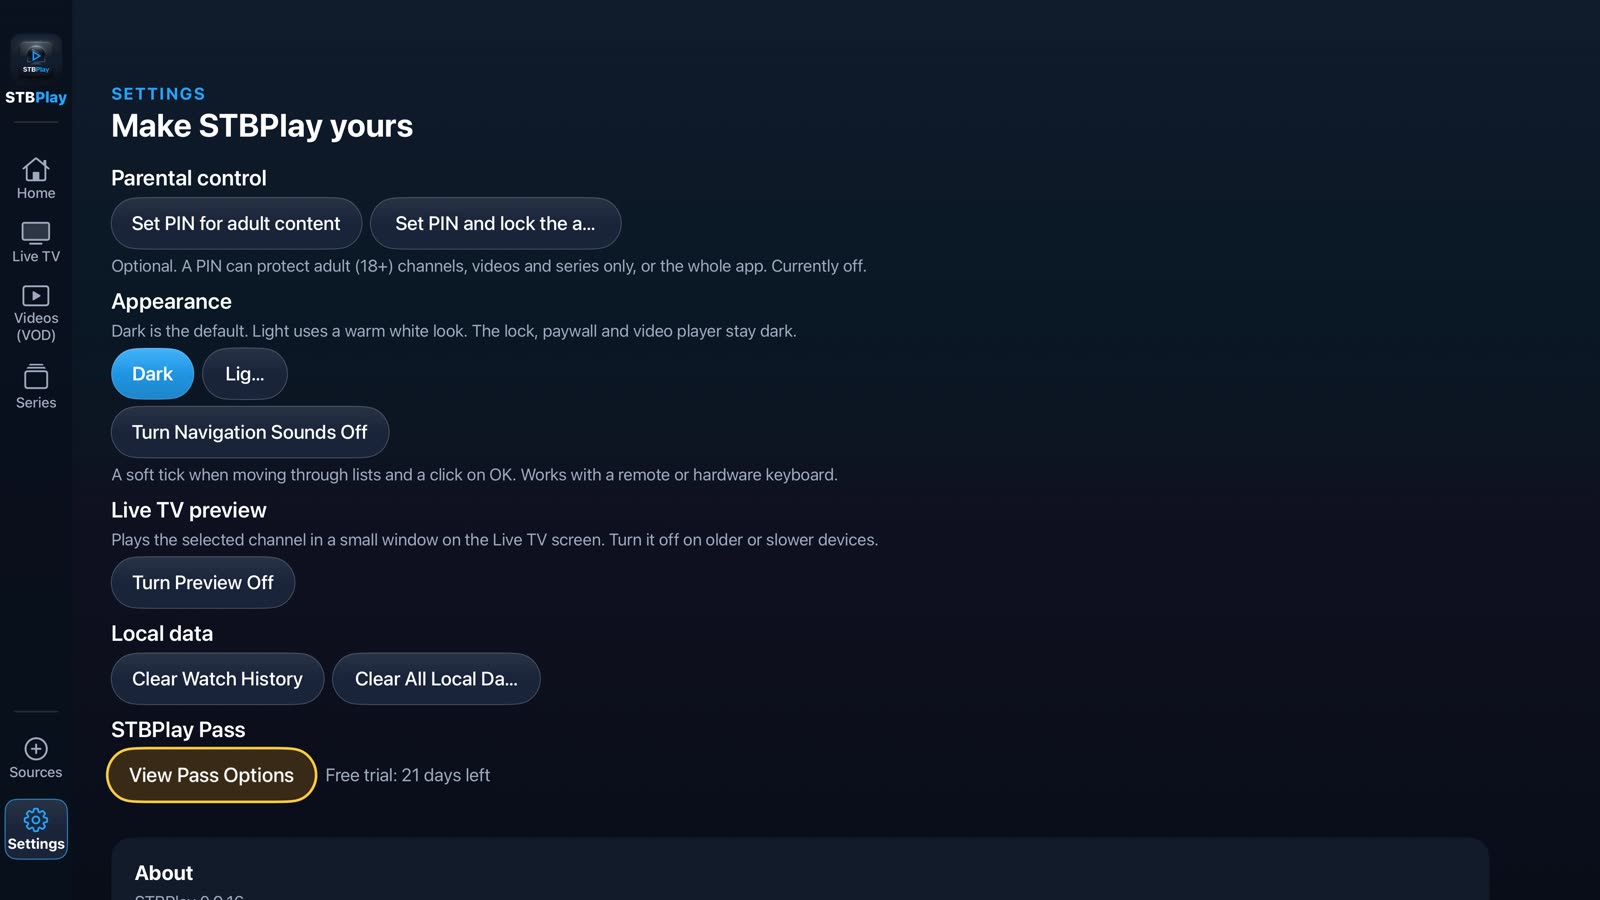 STBPlay
STBPlay
Home
Live TV
Videos
(VOD)
Series
Sources
Settings
SETTINGS
Make STBPlay yours
Parental control
Set PIN for adult content
Set PIN and lock the a...
Optional. A PIN can protect adult (18+) channels, videos and series only, or the whole app. Currently off.
Appearance
Dark is the default. Light uses a warm white look. The lock, paywall and video player stay dark.
Dark
Lig...
Turn Navigation Sounds Off
A soft tick when moving through lists and a click on OK. Works with a remote or hardware keyboard.
Live TV preview
Plays the selected channel in a small window on the Live TV screen. Turn it off on older or slower devices.
Turn Preview Off
Local data
Clear Watch History
Clear All Local Da...
STBPlay Pass
View Pass Options
Free trial: 21 days left
About
STBPlay